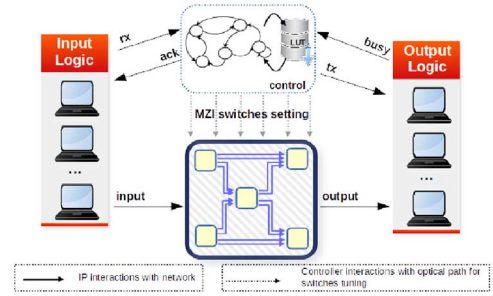 Input
Logic
rx
ack
LUT
control
busy
tx
Output
Logic
MZI switches setting
...
...
input
output
IP interactions with network
Controller interactions with optical path for
switches tuning